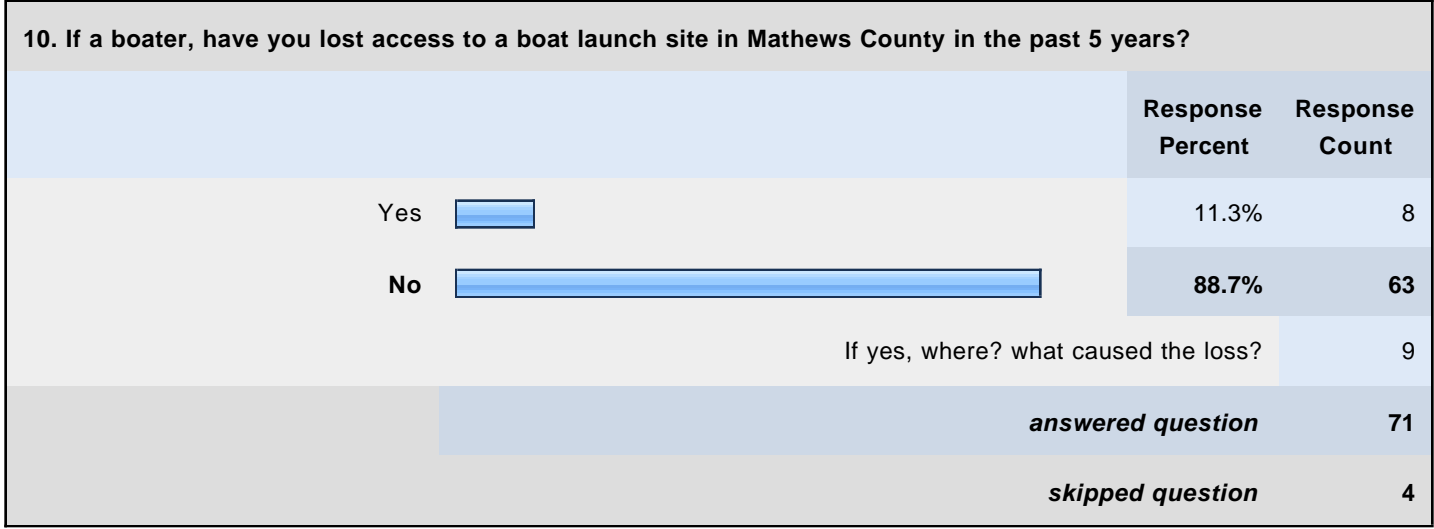 10. If a boater, have you lost access to a boat launch site in Mathews County in the past 5 years?
Response Percent Response Count
Yes 11.3% 8
No 88.7% 63
If yes, where? what caused the loss? 9
answered question 71
skipped question 4